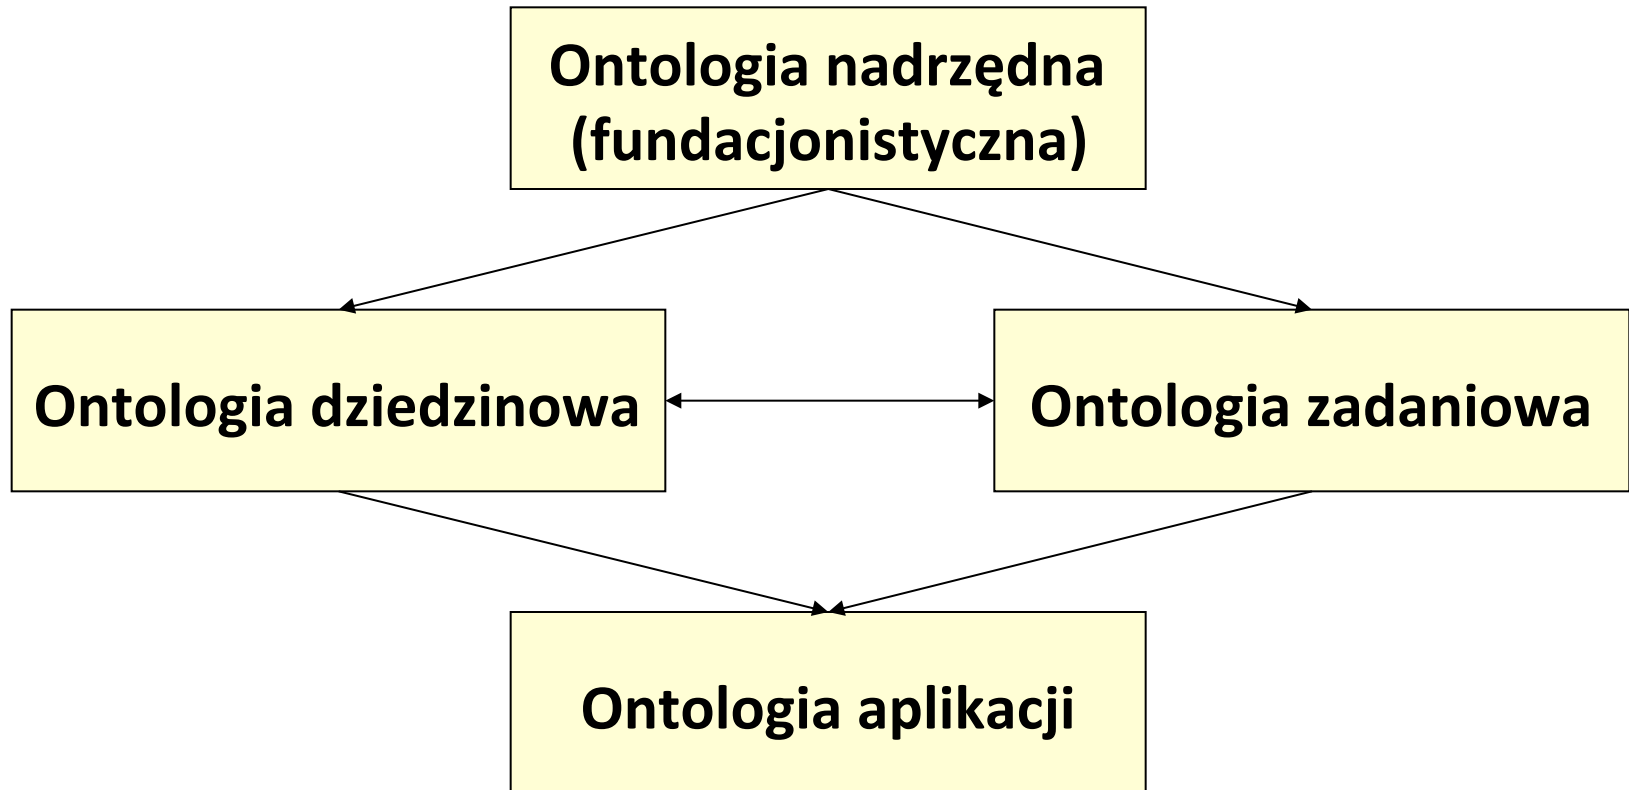 Ontologia nadrzędna
(fundacjonistyczna)
Ontologia dziedzinowa
Ontologia zadaniowa
Ontologia aplikacji